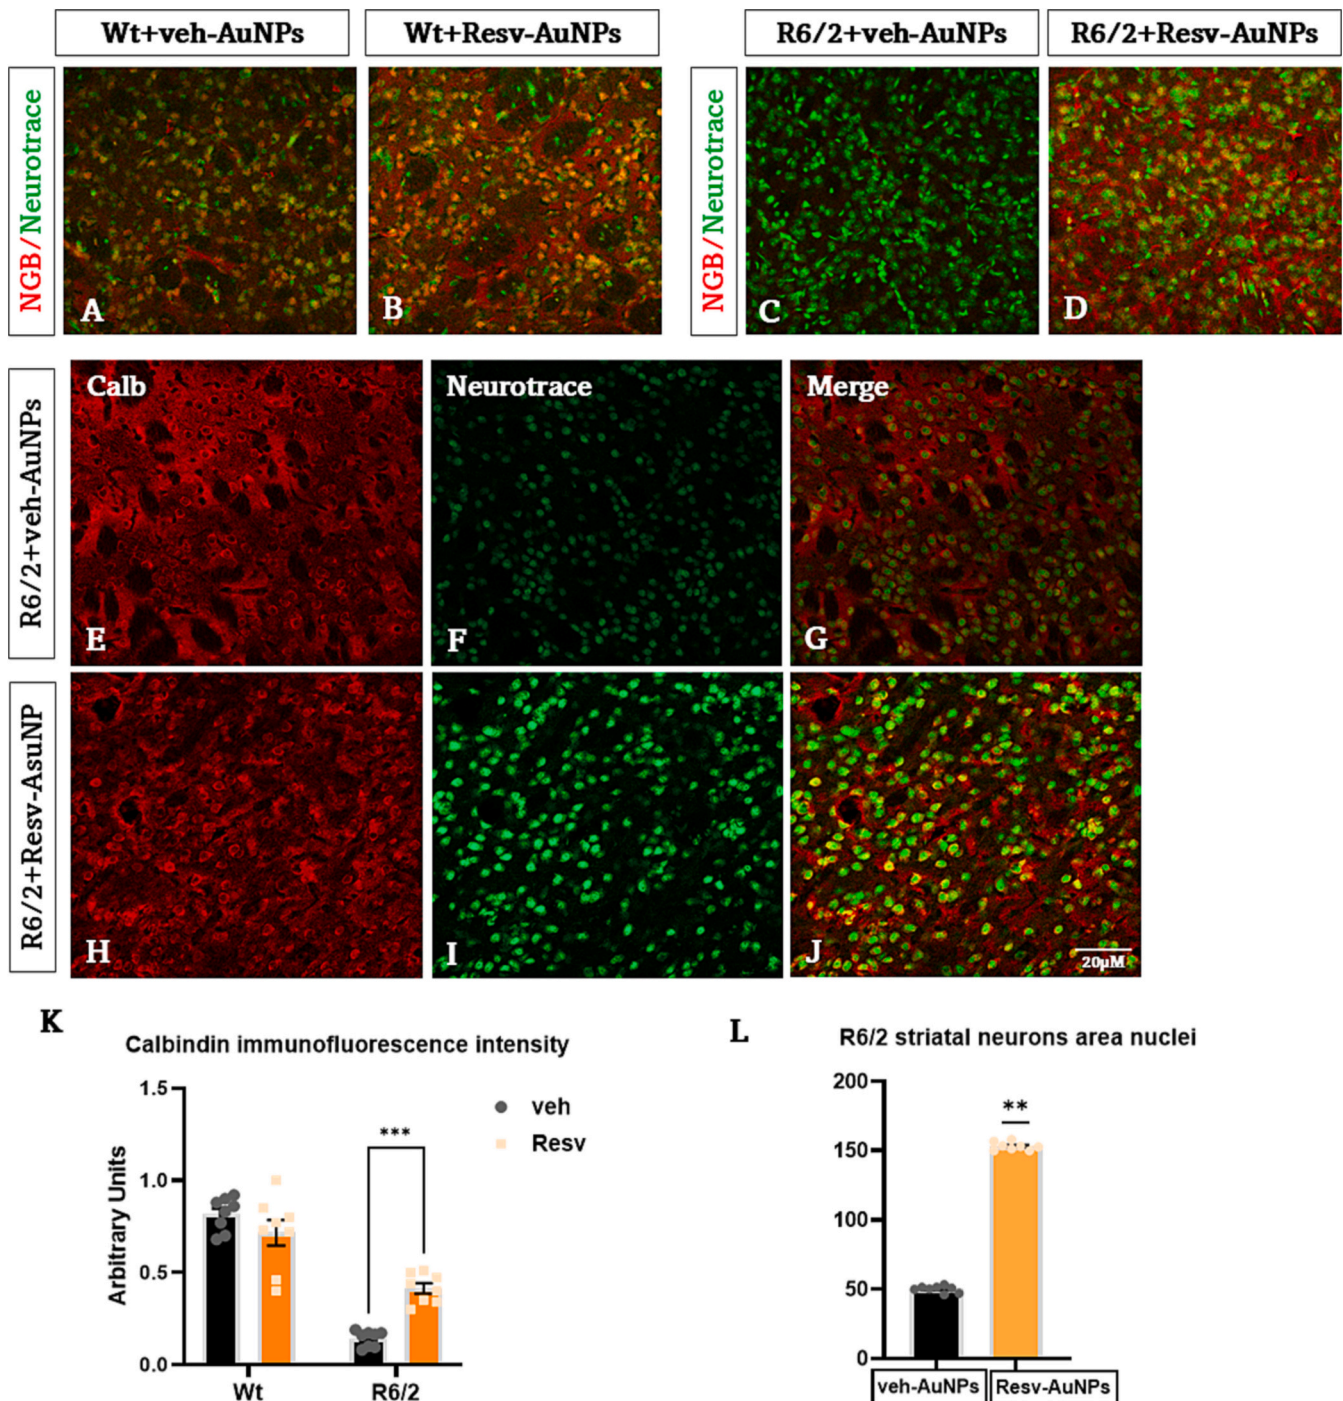 Wt+veh-AuNPs
Wt+Resv-AuNPs
R6/2+veh-AuNPs
R6/2+Resv-AuNPs
NGB/Neurotrace
A
B
NGB/Neurotrace
C
D
R6/2+veh-AuNPs
Calb
Neurotrace
Merge
E
F
G
R6/2+Resv-AsuNP
H
I
J
20µM
K
Calbindin immunofluorescence intensity
Arbitrary Units
1.5
1.0
0.5
0.0
***
veh
Resv
Wt
R6/2
L
R6/2 striatal neurons area nuclei
200
150
100
50
0
**
veh-AuNPs
Resv-AuNPs